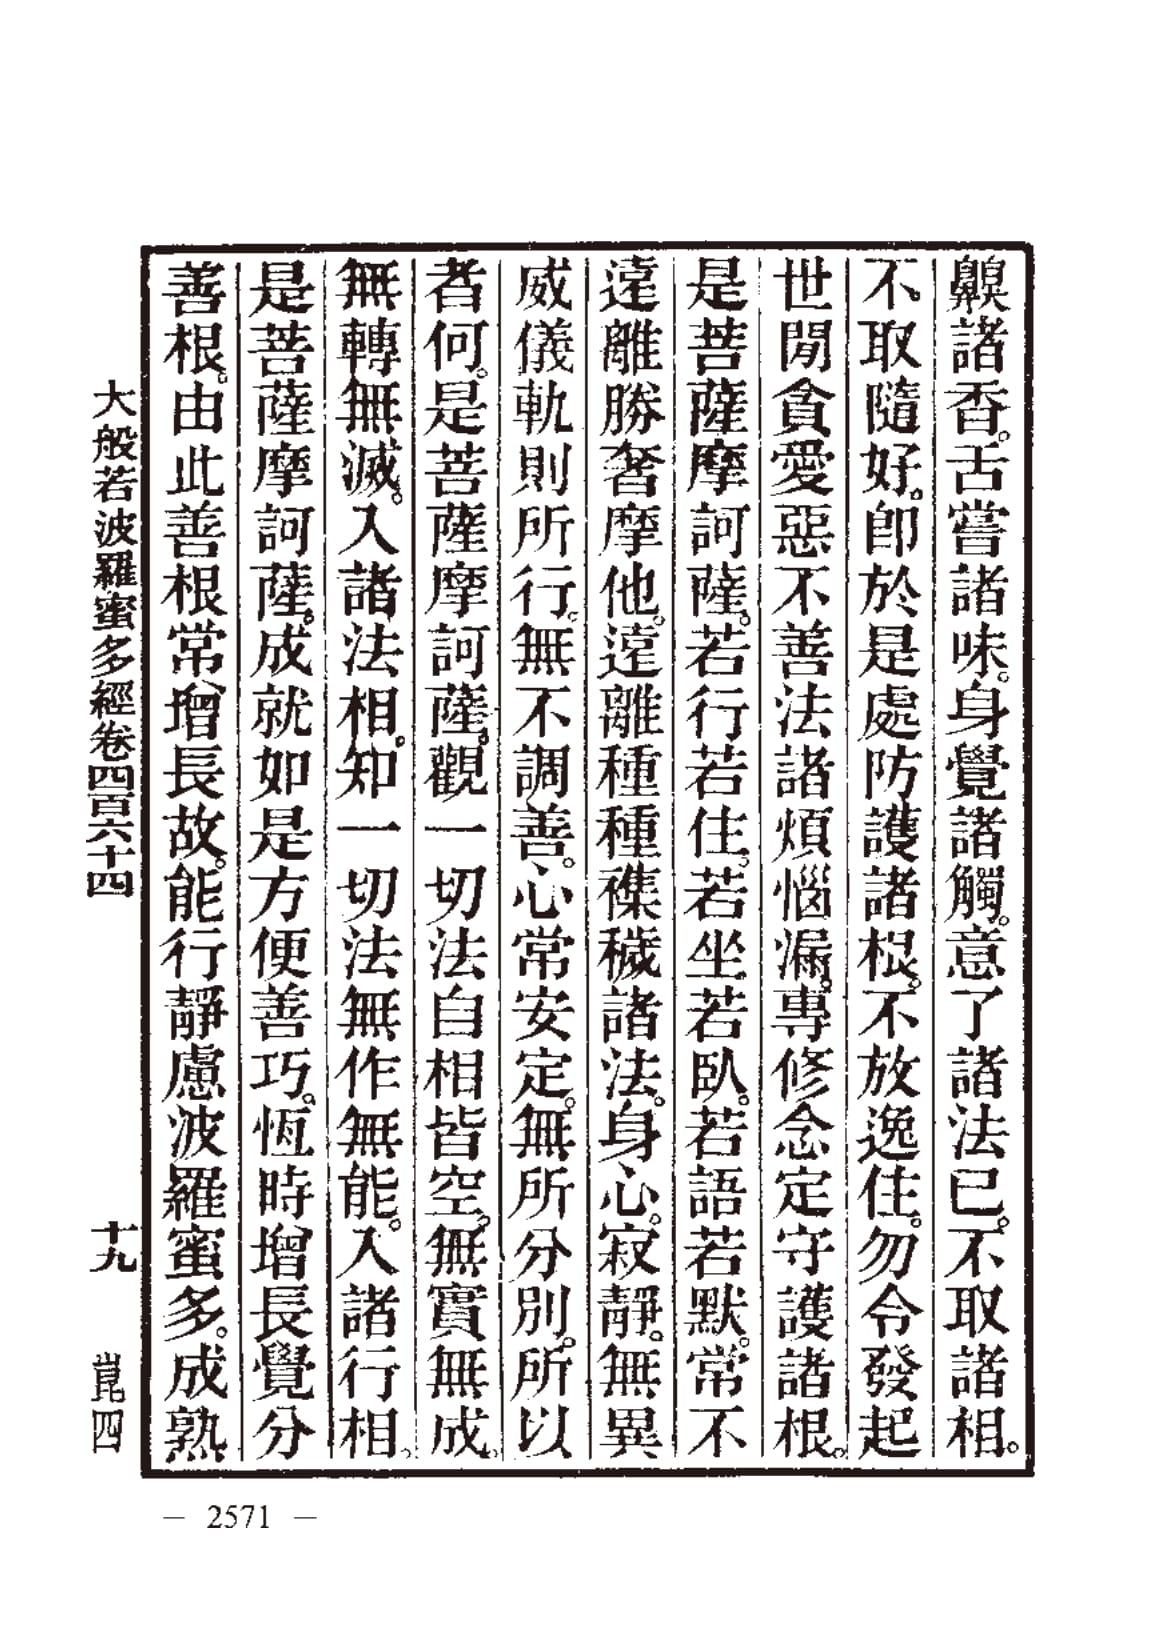 齅諸香。舌嘗諸味。身覺諸觸。意了諸法已。不取諸相。
不取隨好。卽於是處防護諸根。不放逸住。勿令發起
世閒貪愛惡不善法諸煩惱漏。專修念定守護諸根。
是菩薩摩訶薩。若行若住。若坐若臥。若語若默。常不
遠離勝奢摩他。遠離種種穕穢諸法。身心。寂靜。無異
威儀軌則所行。無不調善。心常安定。無所分別。所以
者何。是菩薩摩訶薩。觀一切法自相皆空。無實無成。
無轉無滅。入諸法相。知一切法無作無能。入諸行相。
是菩薩摩訶薩。成就如是方便善巧。恆時增長覺分
善根。由此善根常增長故。能行靜慮波羅蜜多。成熟
大般若波羅蜜多經卷四百六十四 十九 崑四
— 2571 —